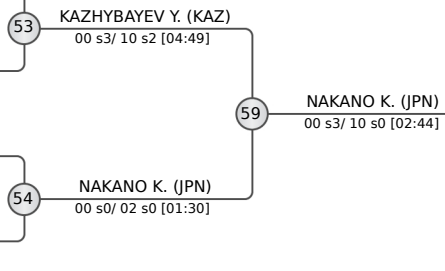 53
KAZHYBAYEV Y. (KAZ)
00 s3/ 10 s2 [04:49]
59
NAKANO K. (JPN)
00 s3/ 10 s0 [02:44]
54
NAKANO K. (JPN)
00 s0/ 02 s0 [01:30]